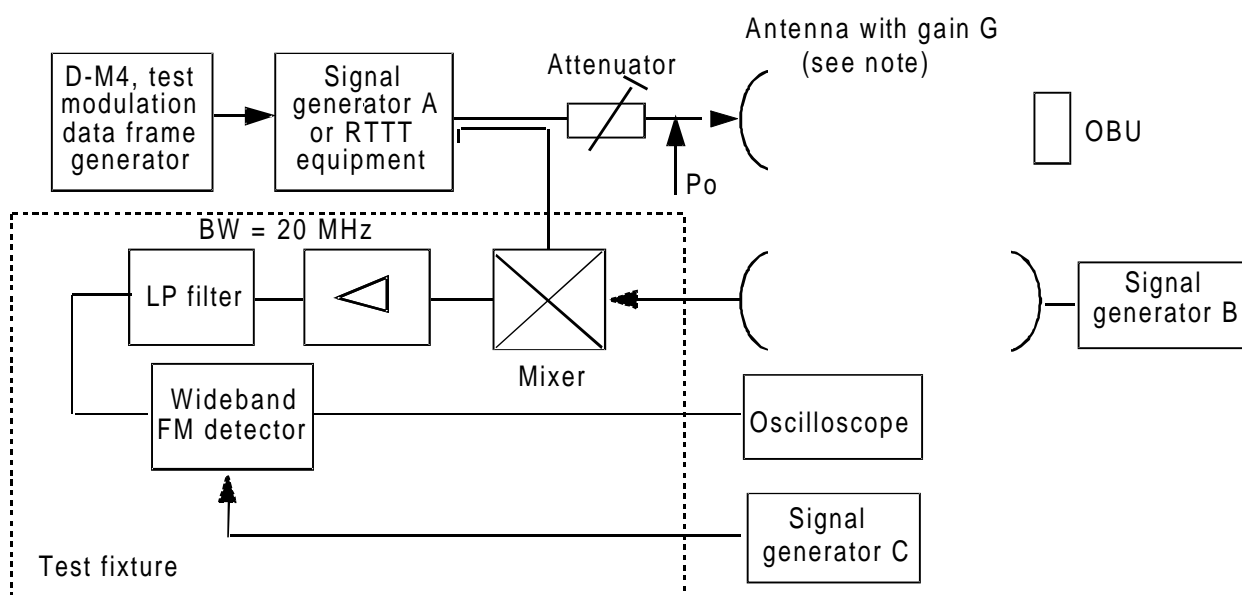 Antenna with gain G
(see note)
D-M4, test
modulation
data frame
generator
Signal
generator A
or RTTT
equipment
Attenuator
OBU
Po
BW = 20 MHz
LP filter
Mixer
Signal
generator B
Wideband
FM detector
Oscilloscope
Signal
generator C
Test fixture